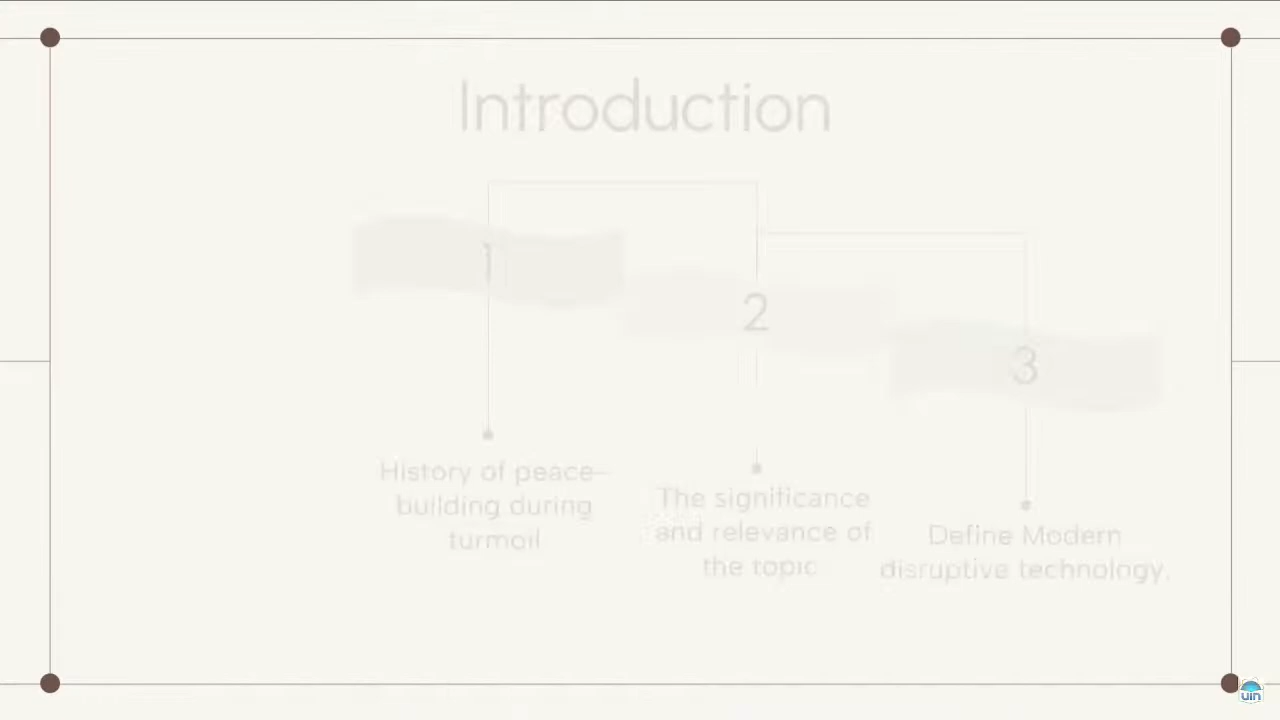 Introduction
1
2
3
History of peace-
building during
turmoil
The significance
and relevance of
the topic
Define Modern
disruptive technology.
uin